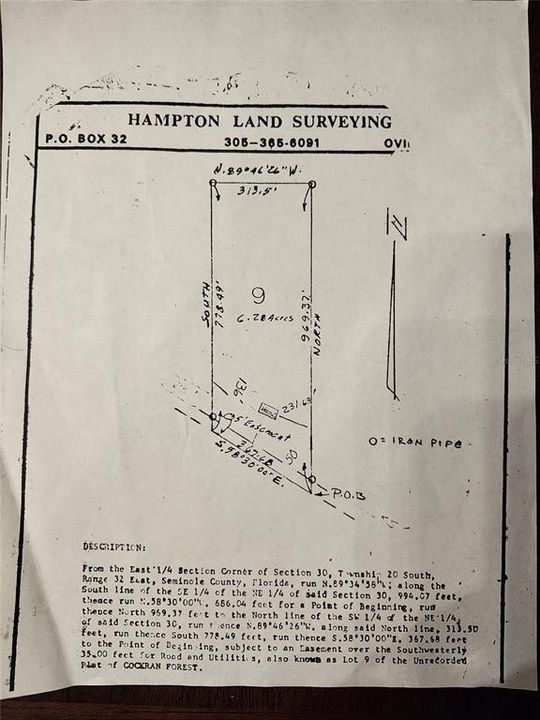 HAMPTON LAND SURVEYING
P.O. BOX 32 305-365-6091 OVI
N.89°46'26"W.
313.5'
N
SOUTH
778.49'
9
6.28 Acres
969.37'
NORTH
136'
231.63
35' EASEMENT
367.68
S.58°30'00"E.
50
P.O.B
O = IRON PIPE
DESCRIPTION:
From the East 1/4 Section Corner of Section 30, Township 20 South,
Range 32 East, Seminole County, Florida, run N.89°34'58"W. along the
South line of the SE 1/4 of the NE 1/4 of said Section 30, 994.07 feet,
thence run N.58°30'00"W. 686.04 feet for a Point of Beginning, run
thence North 969.37 feet to the North line of the SW 1/4 of the NE 1/4,
of said Section 30, run thence N.89°46'26"W. along said North line, 313.50
feet, run thence South 778.49 feet, run thence S.58°30'00"E. 367.68 feet
to the Point of Beginning, subject to an Easement over the Southwesterly
35.00 feet for Road and Utilities, also known as Lot 9 of the Unrecorded
Plat of COCKRAN FOREST.